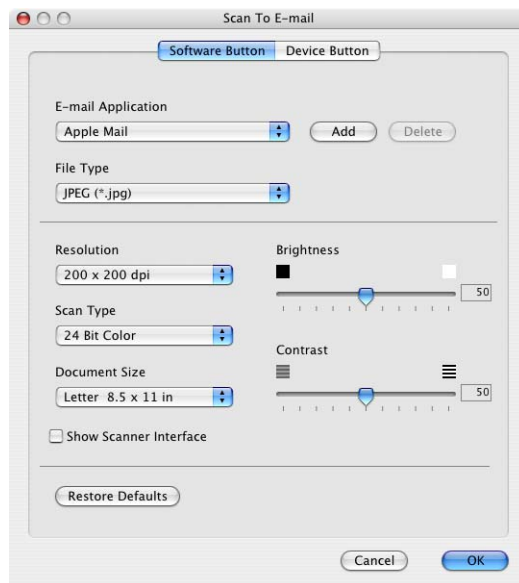 Scan To E-mail
Software Button Device Button
E-mail Application
Apple Mail Add Delete
File Type
JPEG (*.jpg)
Resolution
200 x 200 dpi
Scan Type
24 Bit Color
Document Size
Letter 8.5 x 11 in
Show Scanner Interface
Brightness
50
Contrast
50
Restore Defaults
Cancel OK